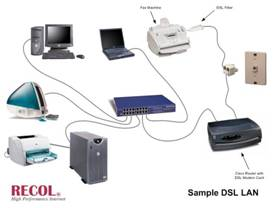 Fax Machine
DSL Filter
Cisco Router with
DSL Modem Card
RECOL®
High Performance Internet
Sample DSL LAN